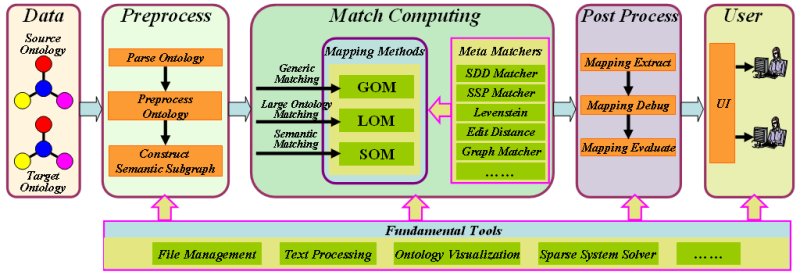 Data
Source
Ontology
Target
Ontology
Preprocess
Parse Ontology
Preprocess
Ontology
Construct
Semantic Subgraph
Match Computing
Generic
Matching
Large Ontology
Matching
Semantic
Matching
Mapping Methods
GOM
LOM
SOM
Meta Matchers
SDD Matcher
SSP Matcher
Levenstein
Edit Distance
Graph Matcher
……
Post Process
Mapping Extract
Mapping Debug
Mapping Evaluate
User
UI
Fundamental Tools
File Management
Text Processing
Ontology Visualization
Sparse System Solver
……